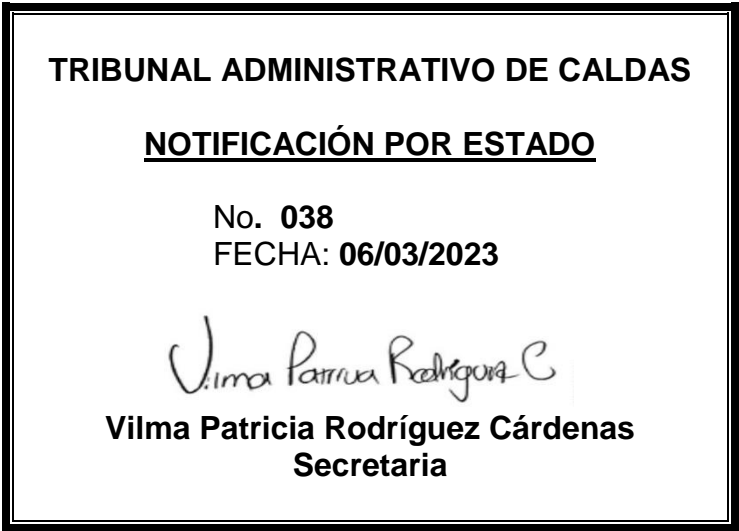 TRIBUNAL ADMINISTRATIVO DE CALDAS
NOTIFICACIÓN POR ESTADO
No. 038
FECHA: 06/03/2023
Vilma Patricia Rodríguez C
Vilma Patricia Rodríguez Cárdenas
Secretaria